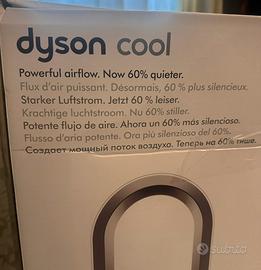 dyson cool
Powerful airflow. Now 60% quieter.
Flux d'air puissant. Désormais, 60 % plus silencieux.
Starker Luftstrom. Jetzt 60 % leiser.
Krachtige luchtstroom. Nu 60% stiller.
Potente flujo de aire. Ahora un 60% más silencioso.
Flusso d'aria potente. Ora più silenzioso del 60%.
Создает мощный поток воздуха. Теперь на 60% тише.
subito